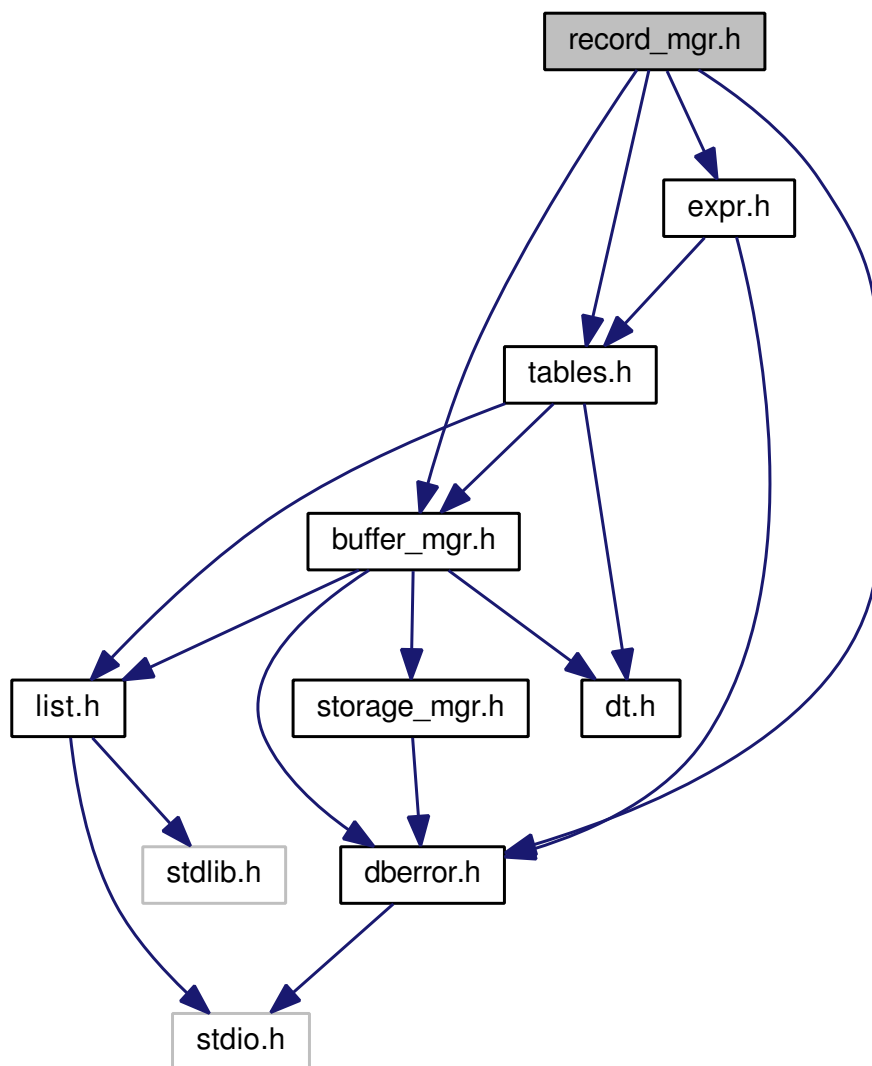 record_mgr.h
expr.h
tables.h
buffer_mgr.h
list.h
storage_mgr.h
dt.h
stdlib.h
dberror.h
stdio.h